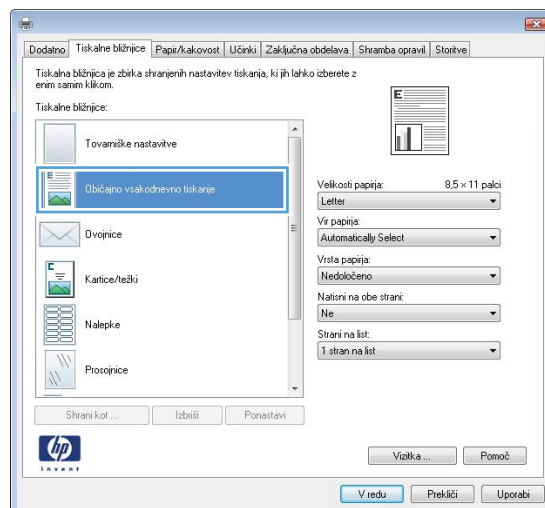 Dodatno Tiskalne bližnjice Papir/kakovost Učinki Zaključna obdelava Shramba opravil Storitve
Tiskalna bližnjica je zbirka shranjenih nastavitev tiskanja, ki jih lahko izberete z
enim samim klikom.
Tiskalne bližnjice:
Tovarniške nastavitve
E
Običajno vsakodnevno tiskanje
Ovojnice
C
Kartice/težki
Nalepke
Prosojnice
Shrani kot ... Izbriši Ponastavi
E
Velikosti papirja: 8,5 × 11 palci
Letter
Vir papirja:
Automatically Select
Vrsta papirja:
Nedoločeno
Natisni na obe strani:
Ne
Strani na list:
1 stran na list
hp
invent
Vizitka ... Pomoč
V redu Prekliči Uporabi